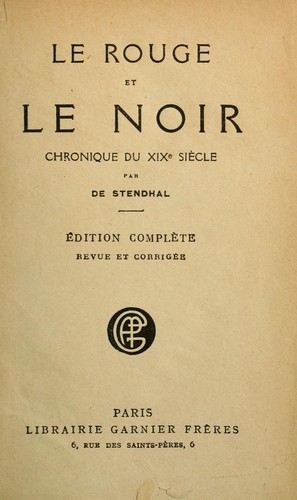 LE ROUGE
ET
LE NOIR
CHRONIQUE DU XIXe SIÈCLE
PAR
DE STENDHAL
ÉDITION COMPLÈTE
REVUE ET CORRIGÉE
PARIS
LIBRAIRIE GARNIER FRÈRES
6, RUE DES SAINTS-PÈRES, 6